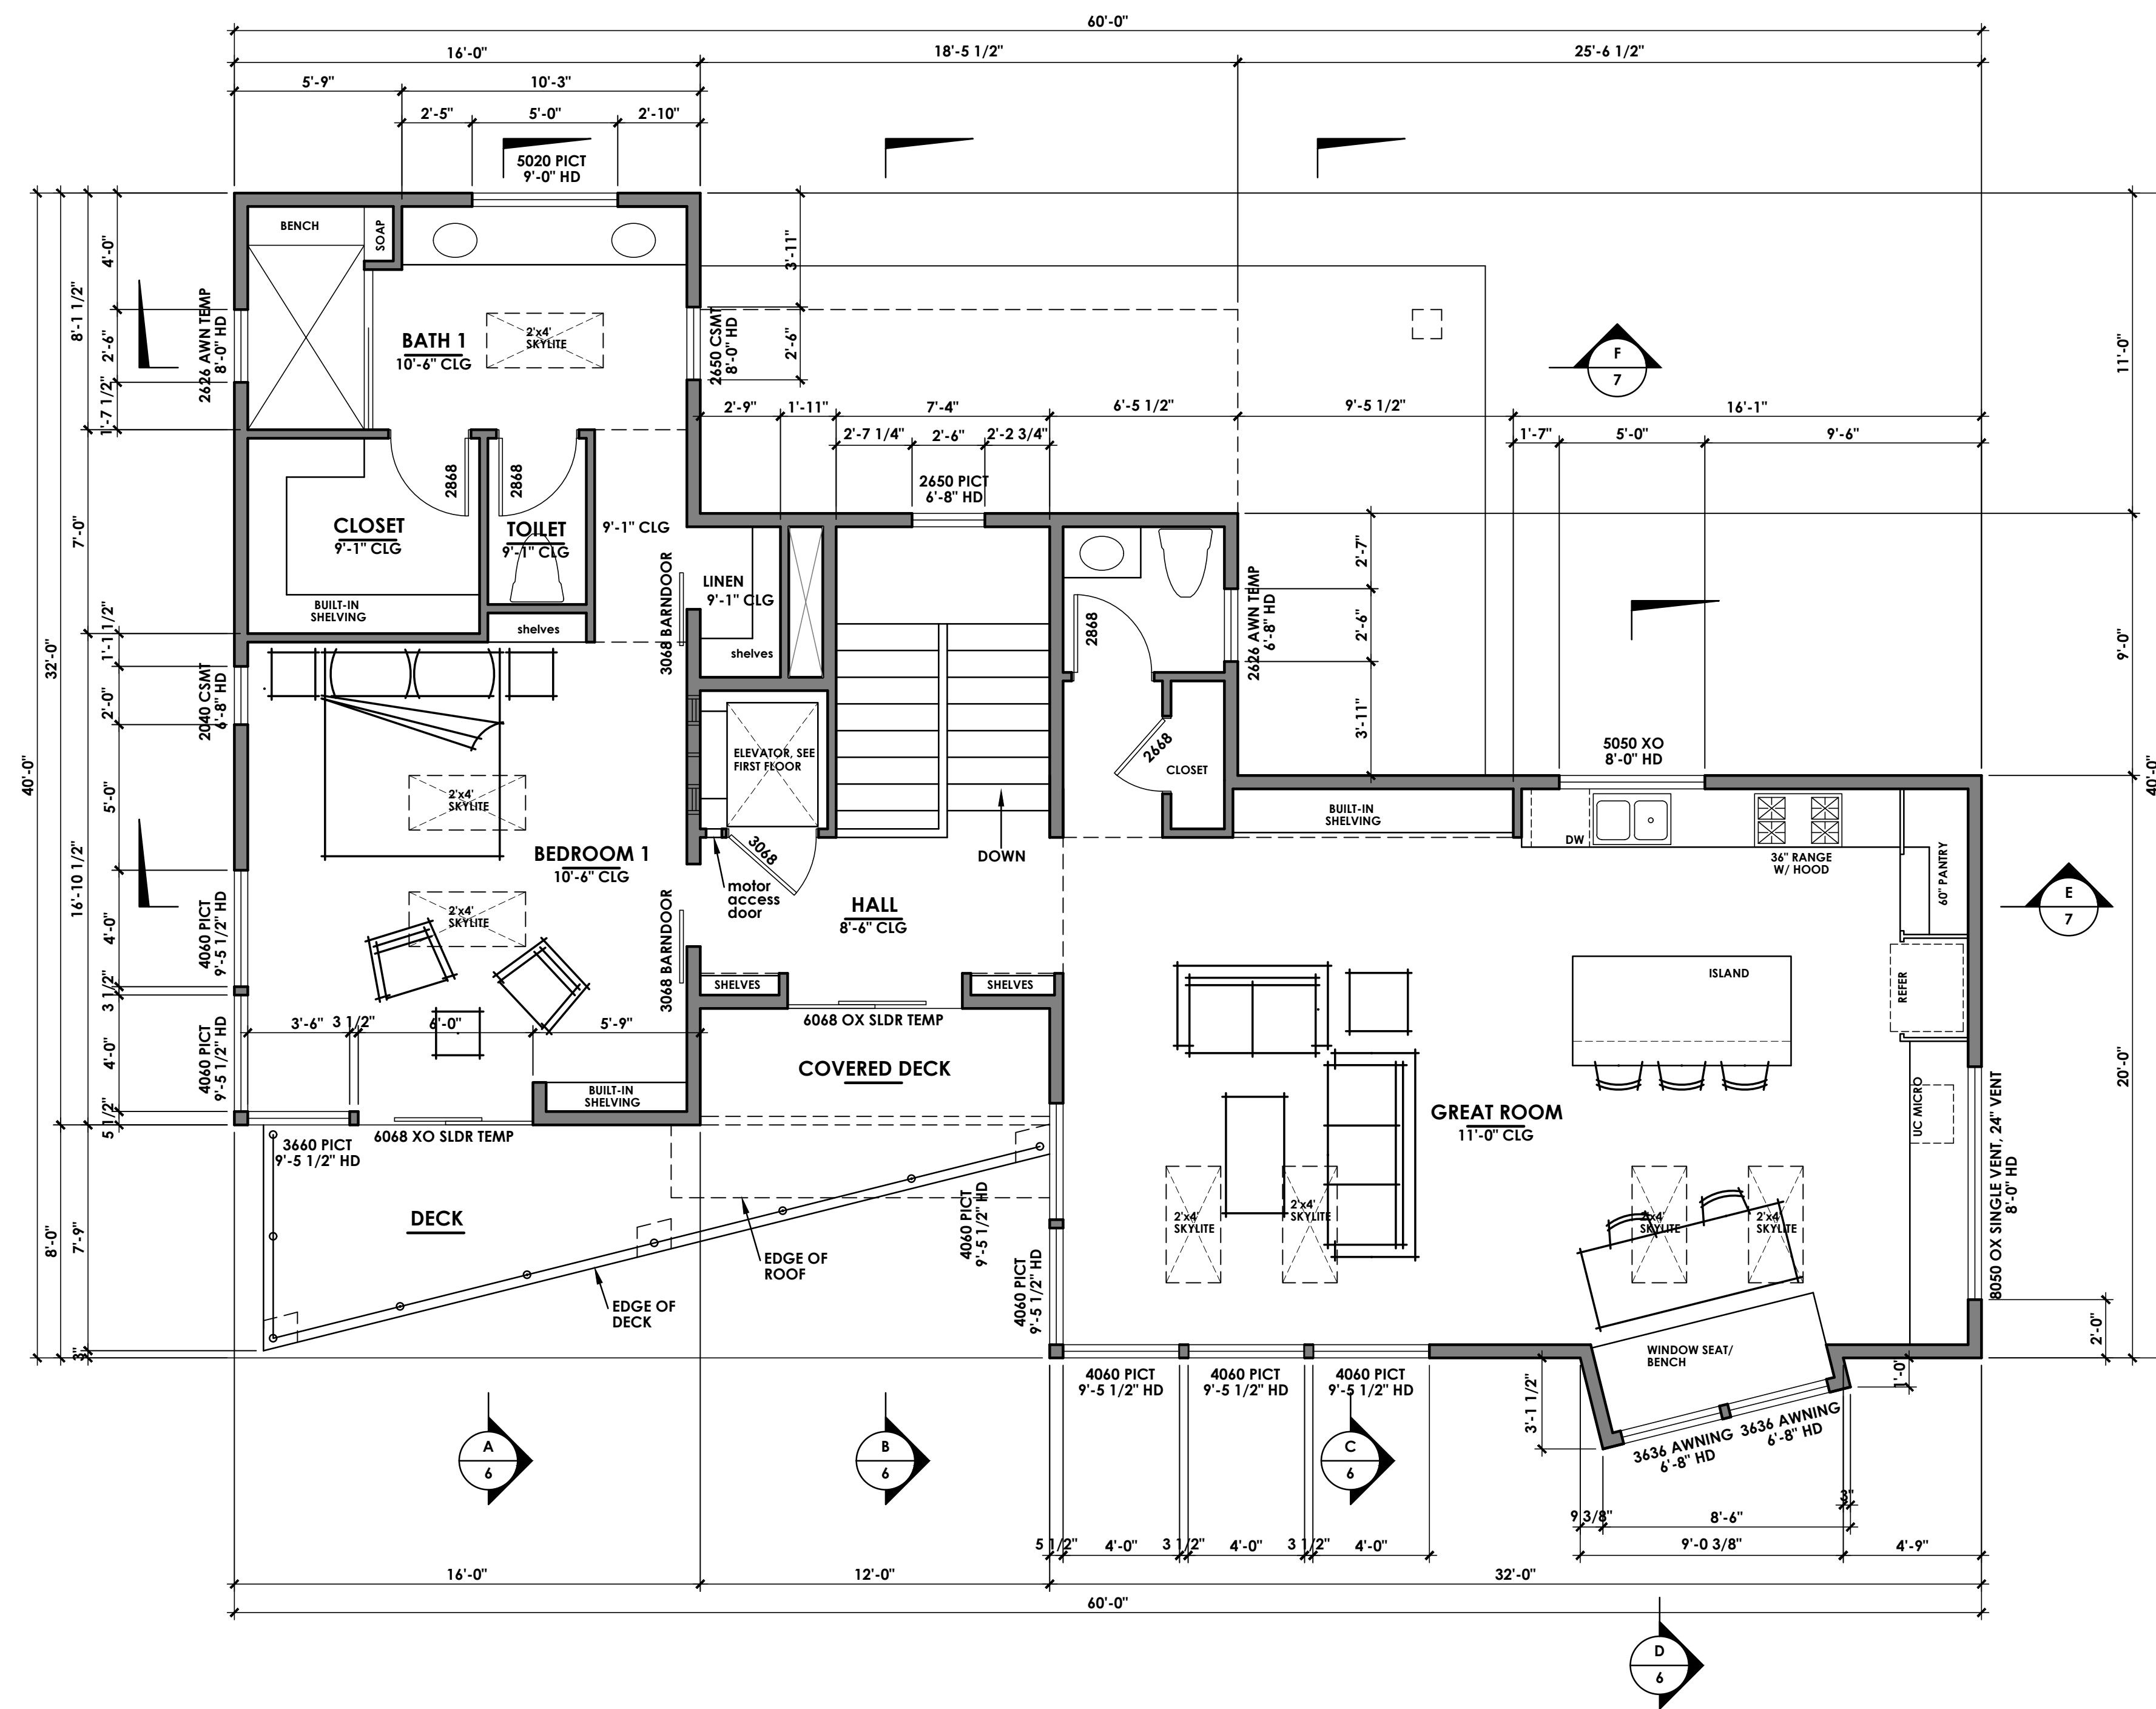 60'-0"
16'-0"
18'-5 1/2"
25'-6 1/2"
5'-9"
10'-3"
2'-5"
5'-0"
2'-10"
5020 PICT
9'-0" HD
BENCH
SOAP
4'-0"
8'-1 1/2"
2'-6"
1'-7 1/2"
2626 AWN TEMP
8'-0" HD
BATH 1
10'-6" CLG
2'x4'
SKYLITE
2650 CSMT
8'-0" HD
3'-11"
2'-6"
F
7
11'-0"
2'-9"
1'-11"
7'-4"
6'-5 1/2"
9'-5 1/2"
16'-1"
2'-7 1/4"
2'-6"
2'-2 3/4"
1'-7"
5'-0"
9'-6"
2650 PICT
6'-8" HD
2868
2868
CLOSET
9'-1" CLG
TOILET
9'-1" CLG
9'-1" CLG
7'-0"
BUILT-IN
SHELVING
shelves
3068 BARNDOOR
LINEN
9'-1" CLG
shelves
2868
2626 AWN TEMP
6'-8" HD
2'-7"
2'-6"
3'-11"
9'-0"
32'-0"
40'-0"
1'-1 1/2"
2'-0"
2040 CSMT
6'-8" HD
5'-0"
16'-10 1/2"
2'x4'
SKYLITE
BEDROOM 1
10'-6" CLG
2'x4'
SKYLITE
ELEVATOR, SEE
FIRST FLOOR
3068
motor
access
door
DOWN
2668
CLOSET
BUILT-IN
SHELVING
5050 XO
8'-0" HD
DW
36" RANGE
W/ HOOD
60" PANTRY
40'-0"
E
7
HALL
8'-6" CLG
3068 BARNDOOR
4060 PICT
9'-5 1/2" HD
4'-0"
3 1/2"
4'-0"
4060 PICT
9'-5 1/2" HD
5 1/2"
SHELVES
SHELVES
6068 OX SLDR TEMP
ISLAND
REFER
3'-6"
3 1/2"
6'-0"
5'-9"
COVERED DECK
BUILT-IN
SHELVING
GREAT ROOM
11'-0" CLG
UC MICRO
20'-0"
3660 PICT
9'-5 1/2" HD
6068 XO SLDR TEMP
8050 OX SINGLE VENT, 24" VENT
8'-0" HD
DECK
8'-0"
7'-9"
3"
EDGE OF
ROOF
EDGE OF
DECK
4060 PICT
9'-5 1/2" HD
4060 PICT
9'-5 1/2" HD
2'x4'
SKYLITE
2'x4'
SKYLITE
2'x4'
SKYLITE
2'x4'
SKYLITE
2'-0"
WINDOW SEAT/
BENCH
4060 PICT
9'-5 1/2" HD
4060 PICT
9'-5 1/2" HD
4060 PICT
9'-5 1/2" HD
3'-1 1/2"
1'-0"
3636 AWNING
6'-8" HD
3636 AWNING
6'-8" HD
A
6
B
6
C
6
3"
9 3/8"
8'-6"
5 1/2"
4'-0"
3 1/2"
4'-0"
3 1/2"
4'-0"
9'-0 3/8"
4'-9"
16'-0"
12'-0"
32'-0"
60'-0"
D
6